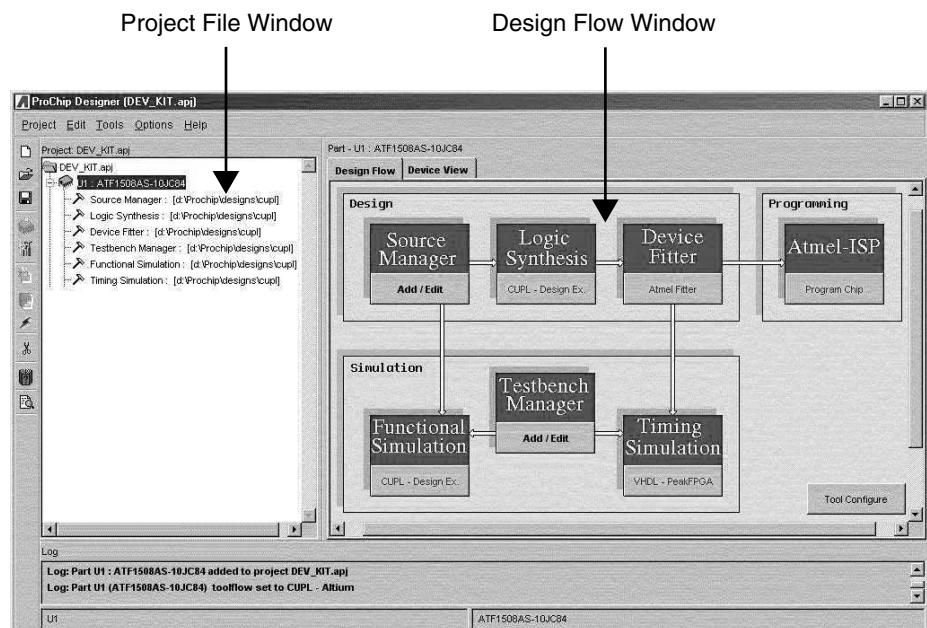 Project File Window
Design Flow Window
ProChip Designer (DEV_KIT.apj)
Project Edit Tools Options Help
Project: DEV_KIT.apj
DEV_KIT.apj
U1 : ATF1508AS-10JC84
Source Manager : [d:\Prochip\designs\cupl]
Logic Synthesis : [d:\Prochip\designs\cupl]
Device Fitter : [d:\Prochip\designs\cupl]
Testbench Manager : [d:\Prochip\designs\cupl]
Functional Simulation : [d:\Prochip\designs\cupl]
Timing Simulation : [d:\Prochip\designs\cupl]
Part - U1 : ATF1508AS-10JC84
Design Flow Device View
Design
Source Manager
Add / Edit
Logic Synthesis
CUPL - Design Ex.
Device Fitter
Atmel Fitter
Programming
Atmel-ISP
Program Chip
Simulation
Functional Simulation
CUPL - Design Ex.
Testbench Manager
Add / Edit
Timing Simulation
VHDL - PeakFPGA
Tool Configure
Log
Log: Part U1 : ATF1508AS-10JC84 added to project DEV_KIT.apj
Log: Part U1 (ATF1508AS-10JC84) toolflow set to CUPL - Altium
U1
ATF1508AS-10JC84